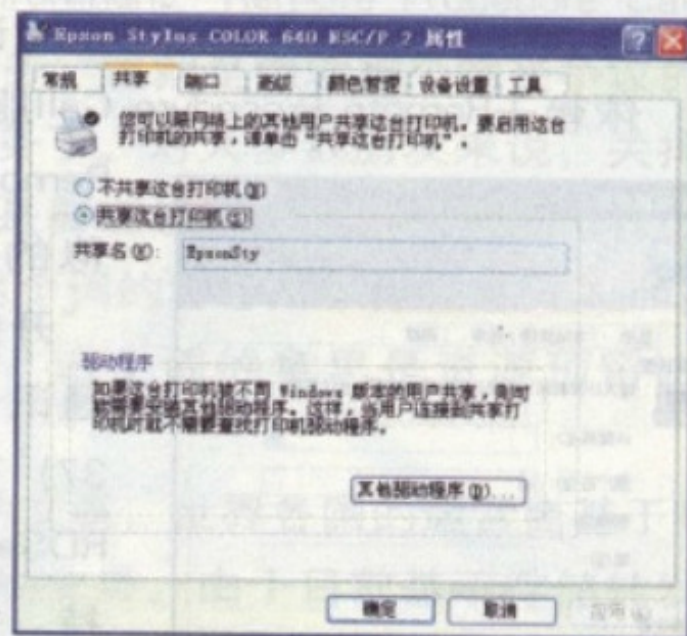 Epson Stylus COLOR 640 ESC/P 2 属性
常规 共享 端口 高级 颜色管理 设备设置 工具
您可以跟网络上的其他用户共享这台打印机。要启用这台
打印机的共享，请单击“共享这台打印机”。
不共享这台打印机(N)
共享这台打印机(S)
共享名(H): EpsonSty
驱动程序
如果这台打印机被不同 Windows 版本的用户共享，则可
能需要安装其他驱动程序。这样，当用户连接到共享打
印机时就不需要查找打印机驱动程序。
其他驱动程序(D)...
确定 取消 应用(A)